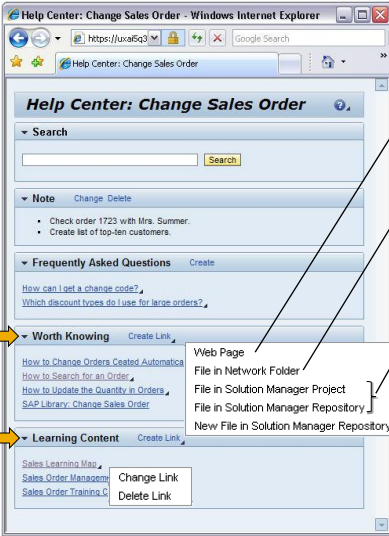 Help Center: Change Sales Order - Windows Internet Explorer
https://uxai5q3
Google Search
Help Center: Change Sales Order
Help Center: Change Sales Order
Search
Search
Note Change Delete
Check order 1723 with Mrs. Summer.
Create list of top-ten customers.
Frequently Asked Questions Create
How can I get a change code?
Which discount types do I use for large orders?
Worth Knowing Create Link
Web Page
File in Network Folder
File in Solution Manager Project
File in Solution Manager Repository
New File in Solution Manager Repository
How to Change Orders Ceated Automatica
How to Search for an Order
How to Update the Quantity in Orders
SAP Library: Change Sales Order
Learning Content Create Link
Sales Learning Map
Sales Order Managem
Sales Order Training C
Change Link
Delete Link